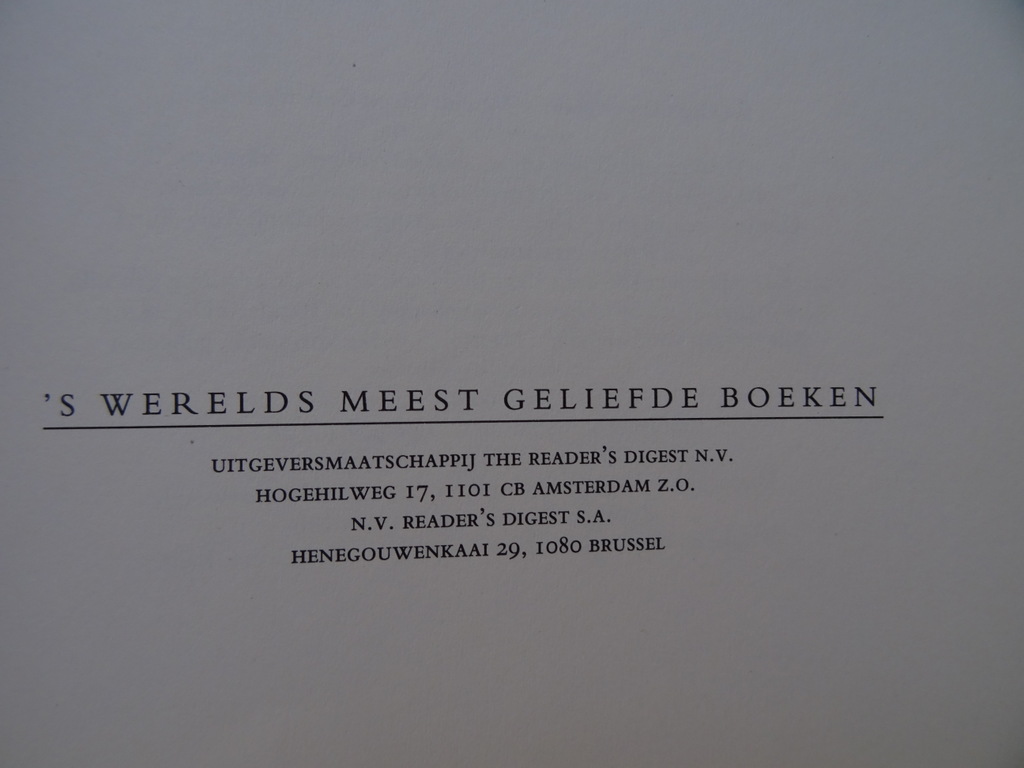 'S WERELDS MEEST GELIEFDE BOEKEN
UITGEVERSMAATSCHAPPIJ THE READER'S DIGEST N.V.
HOGEHILWEG 17, 1101 CB AMSTERDAM Z.O.
N.V. READER'S DIGEST S.A.
HENEGOUWENKAAI 29, 1080 BRUSSEL